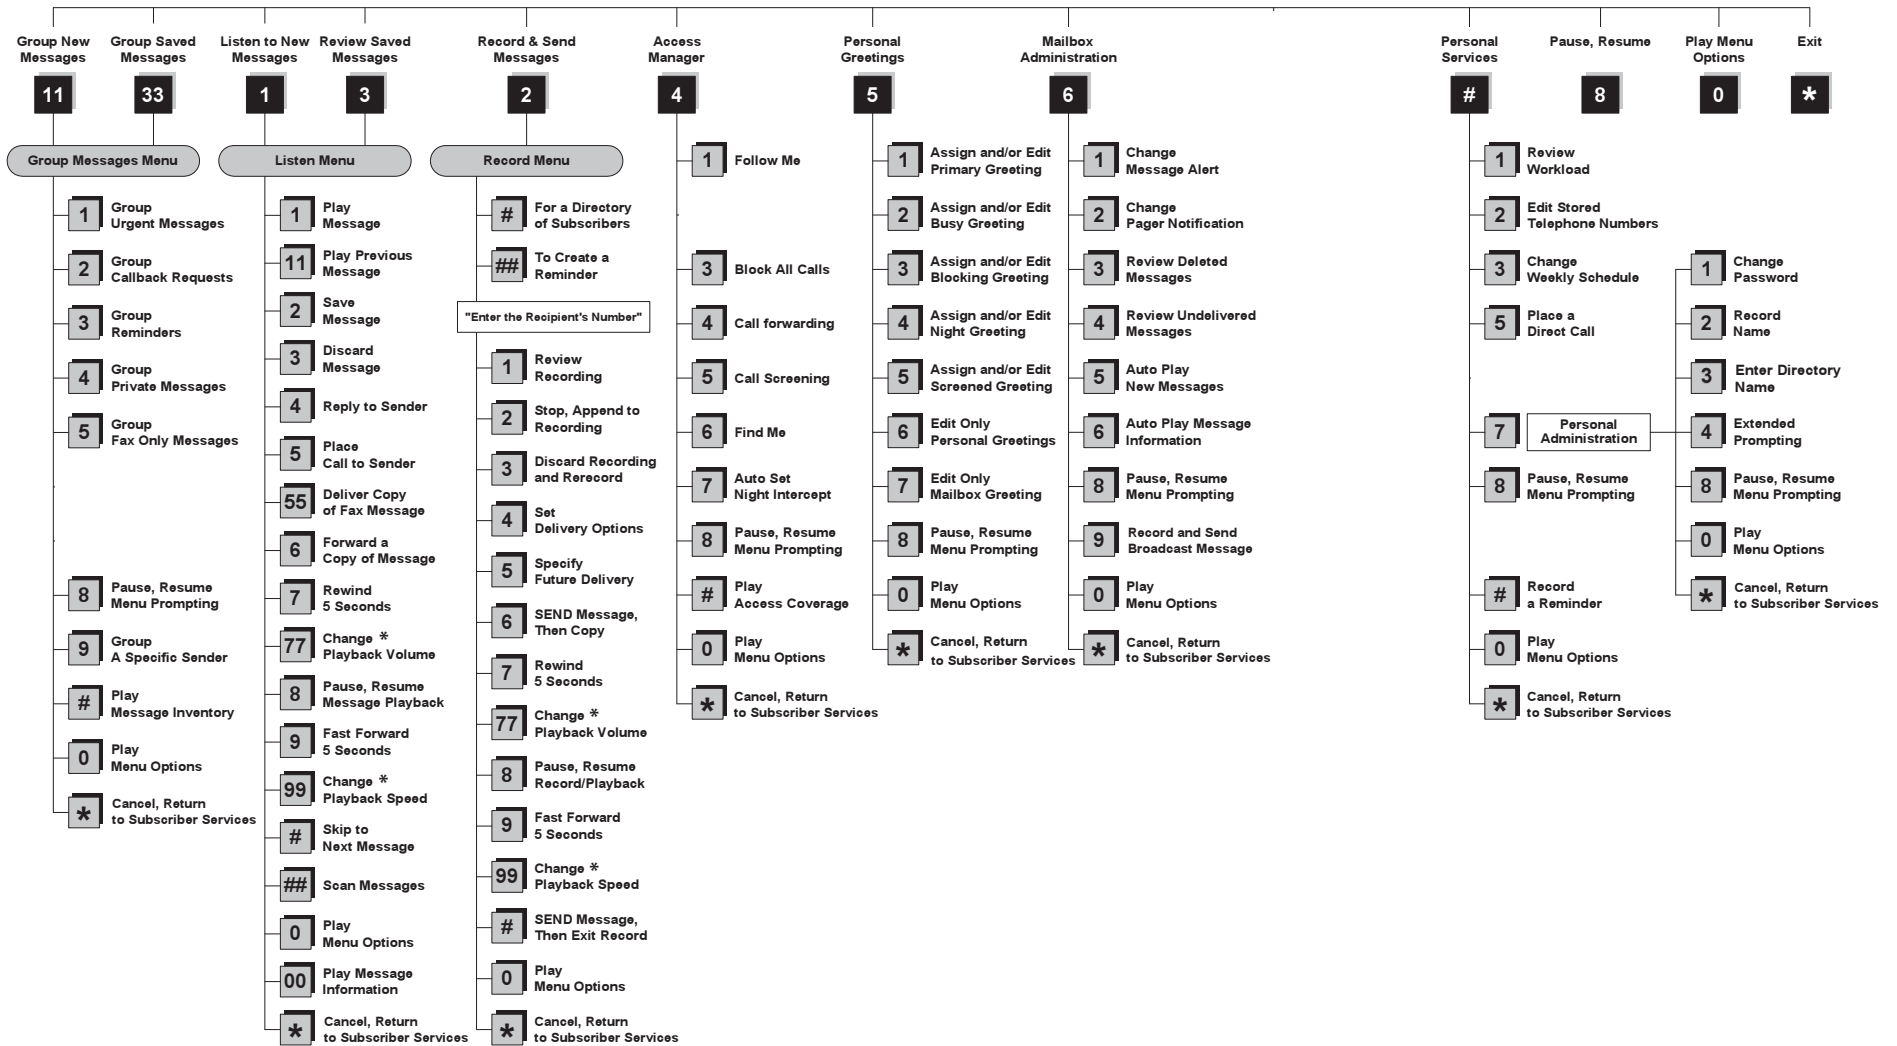 Group New
Messages
11
Group Saved
Messages
33
Listen to New
Messages
1
Review Saved
Messages
3
Record & Send
Messages
2
Access
Manager
4
Personal
Greetings
5
Mailbox
Administration
6
Personal
Services
#
Pause, Resume
8
Play Menu
Options
0
Exit
*
Group Messages Menu
1
Group
Urgent Messages
2
Group
Callback Requests
3
Group
Reminders
4
Group
Private Messages
5
Group
Fax Only Messages
8
Pause, Resume
Menu Prompting
9
Group
A Specific Sender
#
Play
Message Inventory
0
Play
Menu Options
*
Cancel, Return
to Subscriber Services
Listen Menu
1
Play
Message
11
Play Previous
Message
2
Save
Message
3
Discard
Message
4
Reply to Sender
5
Place
Call to Sender
55
Deliver Copy
of Fax Message
6
Forward a
Copy of Message
7
Rewind
5 Seconds
77
Change *
Playback Volume
8
Pause, Resume
Message Playback
9
Fast Forward
5 Seconds
99
Change *
Playback Speed
#
Skip to
Next Message
##
Scan Messages
0
Play
Menu Options
00
Play Message
Information
*
Cancel, Return
to Subscriber Services
Record Menu
#
For a Directory
of Subscribers
##
To Create a
Reminder
"Enter the Recipient's Number"
1
Review
Recording
2
Stop, Append to
Recording
3
Discard Recording
and Rerecord
4
Set
Delivery Options
5
Specify
Future Delivery
6
SEND Message,
Then Copy
7
Rewind
5 Seconds
77
Change *
Playback Volume
8
Pause, Resume
Record/Playback
9
Fast Forward
5 Seconds
99
Change *
Playback Speed
#
SEND Message,
Then Exit Record
0
Play
Menu Options
*
Cancel, Return
to Subscriber Services
1
Follow Me
3
Block All Calls
4
Call forwarding
5
Call Screening
6
Find Me
7
Auto Set
Night Intercept
8
Pause, Resume
Menu Prompting
#
Play
Access Coverage
0
Play
Menu Options
*
Cancel, Return
to Subscriber Services
1
Assign and/or Edit
Primary Greeting
2
Assign and/or Edit
Busy Greeting
3
Assign and/or Edit
Blocking Greeting
4
Assign and/or Edit
Night Greeting
5
Assign and/or Edit
Screened Greeting
6
Edit Only
Personal Greetings
7
Edit Only
Mailbox Greeting
8
Pause, Resume
Menu Prompting
0
Play
Menu Options
*
Cancel, Return
to Subscriber Services
1
Change
Message Alert
2
Change
Pager Notification
3
Review Deleted
Messages
4
Review Undelivered
Messages
5
Auto Play
New Messages
6
Auto Play Message
Information
8
Pause, Resume
Menu Prompting
9
Record and Send
Broadcast Message
0
Play
Menu Options
*
Cancel, Return
to Subscriber Services
1
Review
Workload
2
Edit Stored
Telephone Numbers
3
Change
Weekly Schedule
5
Place a
Direct Call
7
Personal
Administration
8
Pause, Resume
Menu Prompting
#
Record
a Reminder
0
Play
Menu Options
*
Cancel, Return
to Subscriber Services
1
Change
Password
2
Record
Name
3
Enter Directory
Name
4
Extended
Prompting
8
Pause, Resume
Menu Prompting
0
Play
Menu Options
*
Cancel, Return
to Subscriber Services